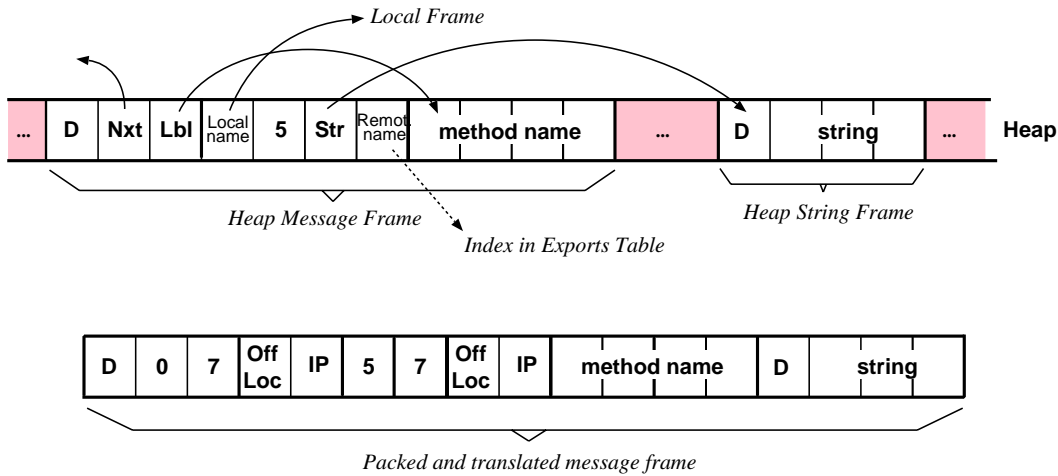 Local Frame
... D Nxt Lbl Local name 5 Str Remot. name method name ... D string ... Heap
Heap Message Frame
Heap String Frame
Index in Exports Table
D 0 7 Off Loc IP 5 7 Off Loc IP method name D string
Packed and translated message frame